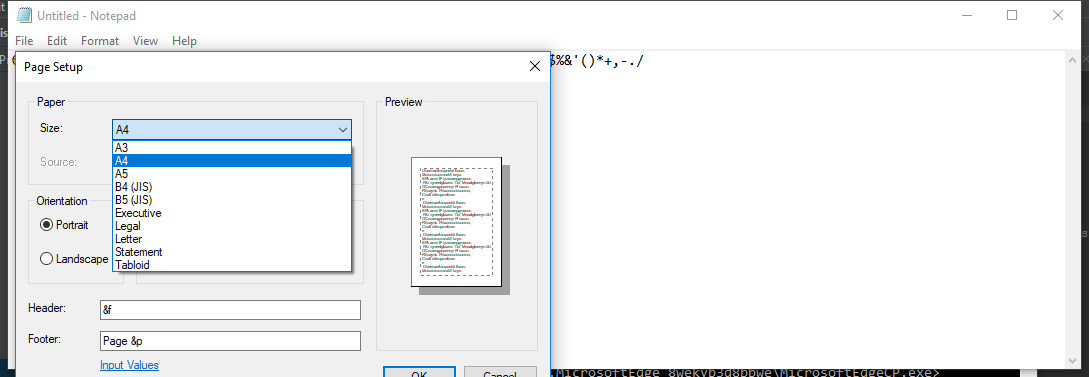 Untitled - Notepad
File Edit Format View Help
$%&'()*+,-./
Page Setup
Paper
Size:
A4
Source:
A3
A4
A5
B4 (JIS)
B5 (JIS)
Executive
Legal
Letter
Statement
Tabloid
Orientation
Portrait
Landscape
Preview
Header:
&f
Footer:
Page &p
Input Values
OK
Cancel
MicrosoftEdge_8wekyb3d8bbwe\MicrosoftEdgeCP.exe>